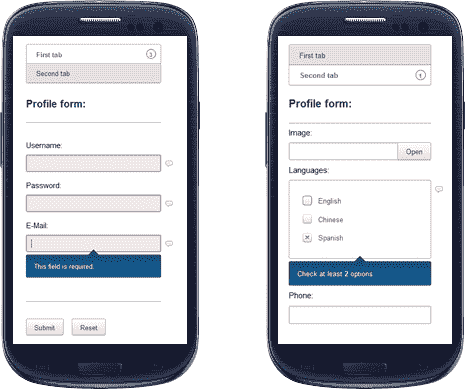 First tab
3
Second tab
Profile form:
Username:
Password:
E-Mail:
This field is required.
Submit
Reset
First tab
Second tab
Profile form:
Image:
Open
Languages:
English
Chinese
Spanish
Check at least 2 options
Phone: